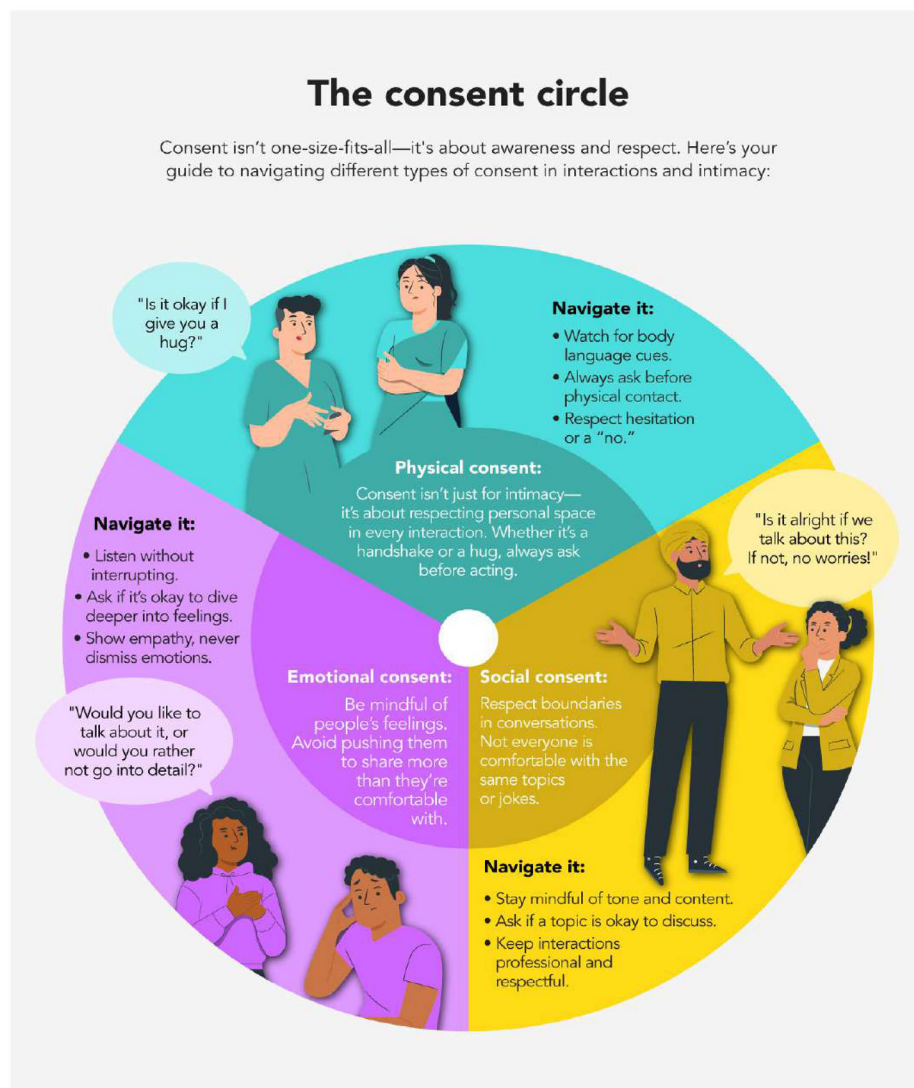 The consent circle
Consent isn’t one-size-fits-all—it's about awareness and respect. Here’s your
guide to navigating different types of consent in interactions and intimacy:
"Is it okay if I
give you a
hug?"
Navigate it:
• Watch for body
language cues.
• Always ask before
physical contact.
• Respect hesitation
or a “no.”
Physical consent:
Consent isn’t just for intimacy—
it’s about respecting personal space
in every interaction. Whether it’s a
handshake or a hug, always ask
before acting.
Navigate it:
• Listen without
interrupting.
• Ask if it’s okay to dive
deeper into feelings.
• Show empathy, never
dismiss emotions.
"Would you like to
talk about it, or
would you rather
not go into detail?"
Emotional consent:
Be mindful of
people’s feelings.
Avoid pushing them
to share more
than they’re
comfortable
with.
"Is it alright if we
talk about this?
If not, no worries!"
Social consent:
Respect boundaries
in conversations.
Not everyone is
comfortable with the
same topics
or jokes.
Navigate it:
• Stay mindful of tone and content.
• Ask if a topic is okay to discuss.
• Keep interactions
professional and
respectful.